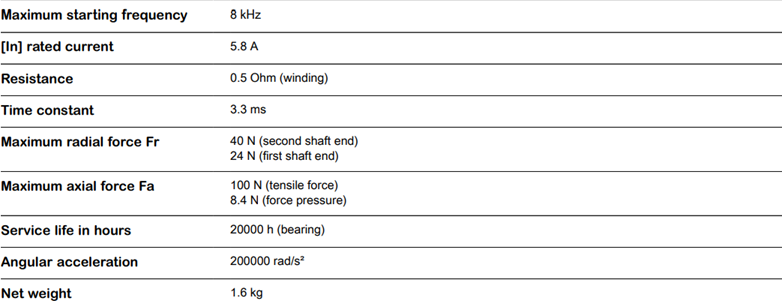 Maximum starting frequency 8 kHz
[In] rated current 5.8 A
Resistance 0.5 Ohm (winding)
Time constant 3.3 ms
Maximum radial force Fr 40 N (second shaft end)
24 N (first shaft end)
Maximum axial force Fa 100 N (tensile force)
8.4 N (force pressure)
Service life in hours 20000 h (bearing)
Angular acceleration 200000 rad/s²
Net weight 1.6 kg